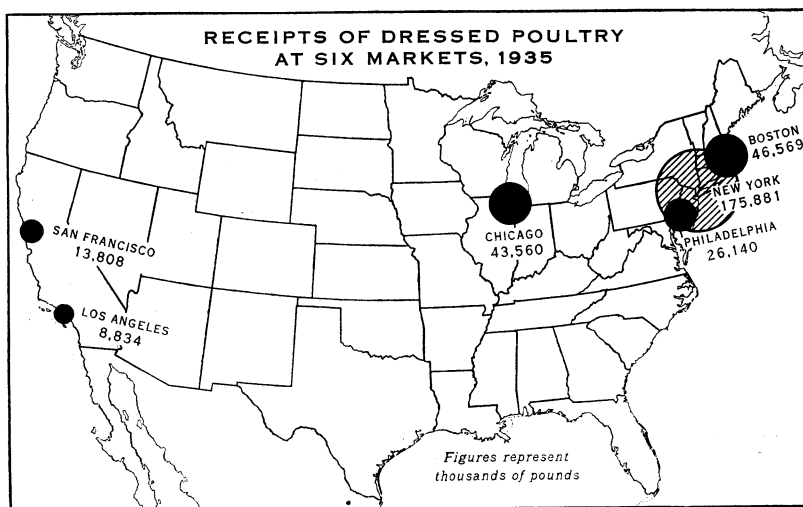 RECEIPTS OF DRESSED POULTRY
AT SIX MARKETS, 1935
BOSTON
46,569
NEW YORK
175,881
PHILADELPHIA
26,140
CHICAGO
43,560
SAN FRANCISCO
13,808
LOS ANGELES
8,834
Figures represent
thousands of pounds